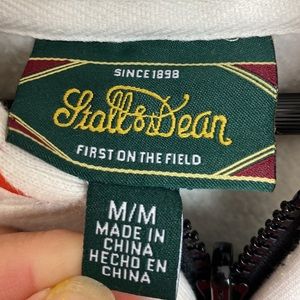 SINCE 1898
Stall & Dean
FIRST ON THE FIELD
M/M
MADE IN
CHINA
HECHO EN
CHINA